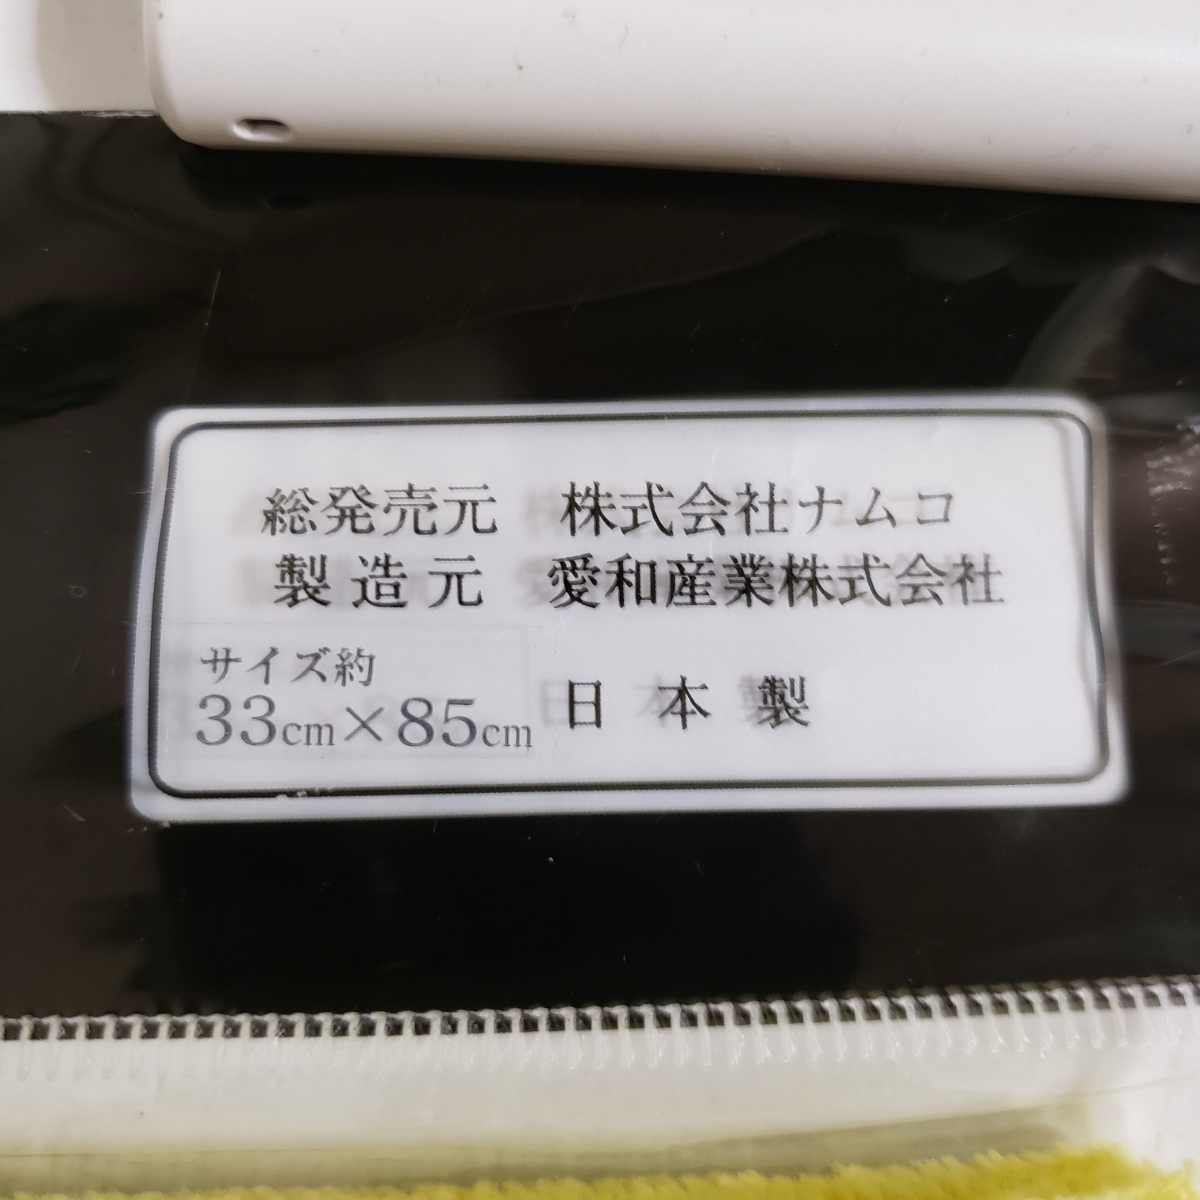 総発売元 株式会社ナムコ
製造元 愛和産業株式会社
サイズ約
33cm×85cm 日本製